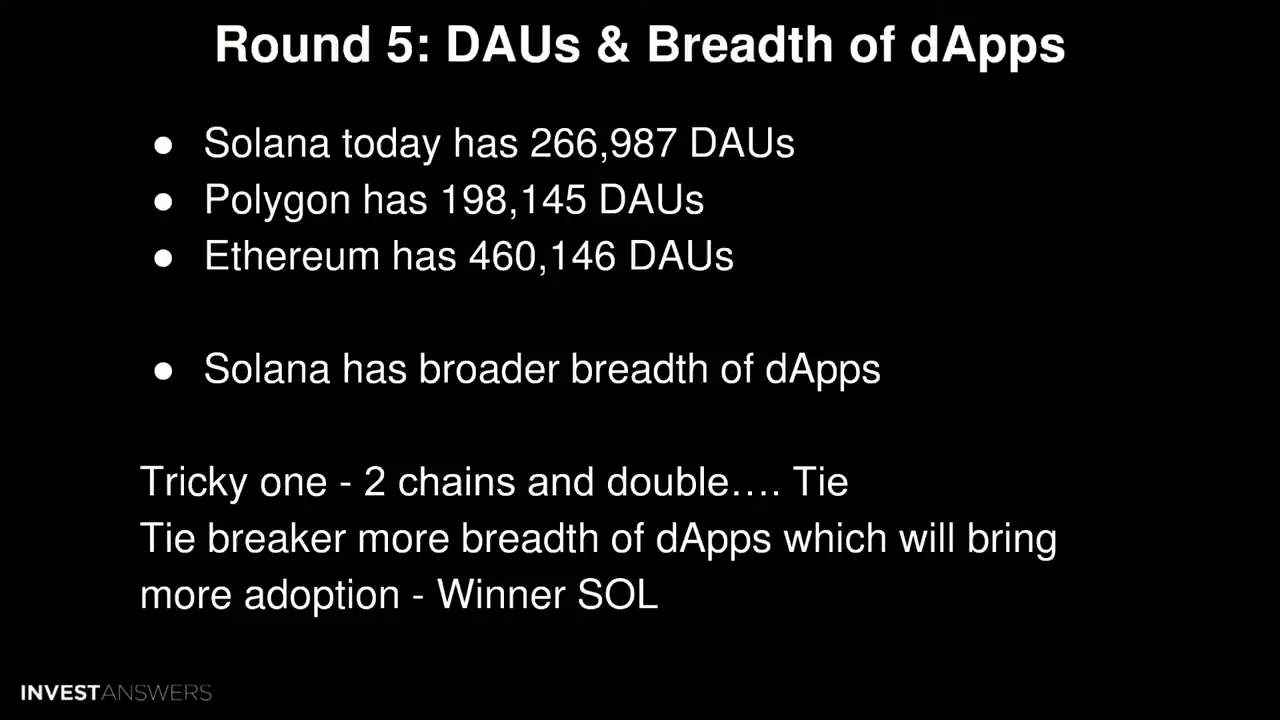 Round 5: DAUs & Breadth of dApps
● Solana today has 266,987 DAUs
● Polygon has 198,145 DAUs
● Ethereum has 460,146 DAUs
● Solana has broader breadth of dApps
Tricky one - 2 chains and double…. Tie
Tie breaker more breadth of dApps which will bring
more adoption - Winner SOL
INVESTANSWERS